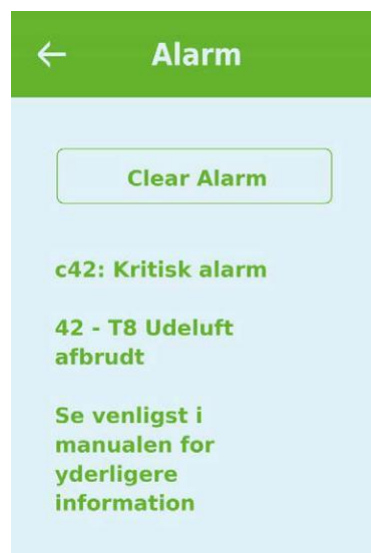 Alarm
Clear Alarm
c42: Kritisk alarm
42 - T8 Udeluft
afbrudt
Se venligst i
manualen for
yderligere
information